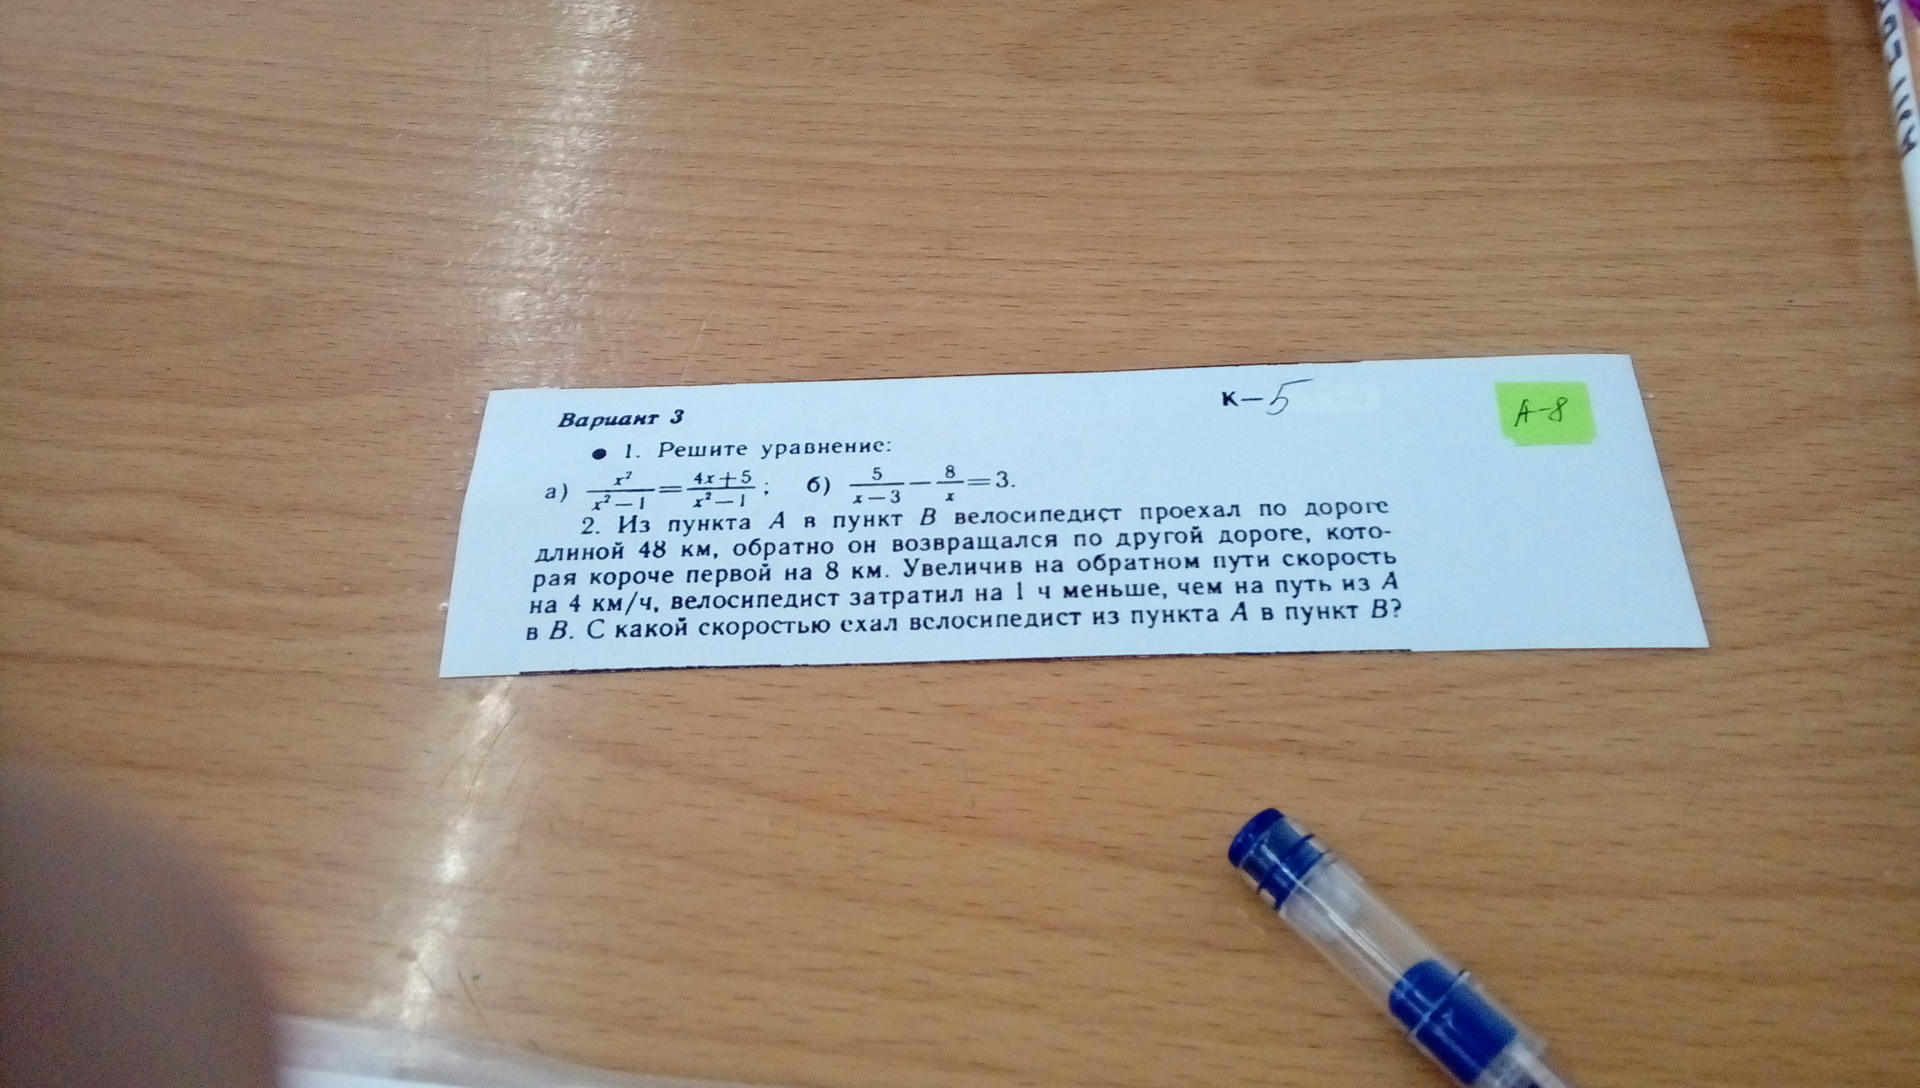 Вариант 3
К—5
А-8
● 1. Решите уравнение:
а) x²/(x²—1) = (4x+5)/(x²—1); б) 5/(x—3) — 8/x = 3.
2. Из пункта A в пункт B велосипедист проехал по дороге
длиной 48 км, обратно он возвращался по другой дороге, кото-
рая короче первой на 8 км. Увеличив на обратном пути скорость
на 4 км/ч, велосипедист затратил на 1 ч меньше, чем на путь из A
в B. С какой скоростью ехал велосипедист из пункта A в пункт B?